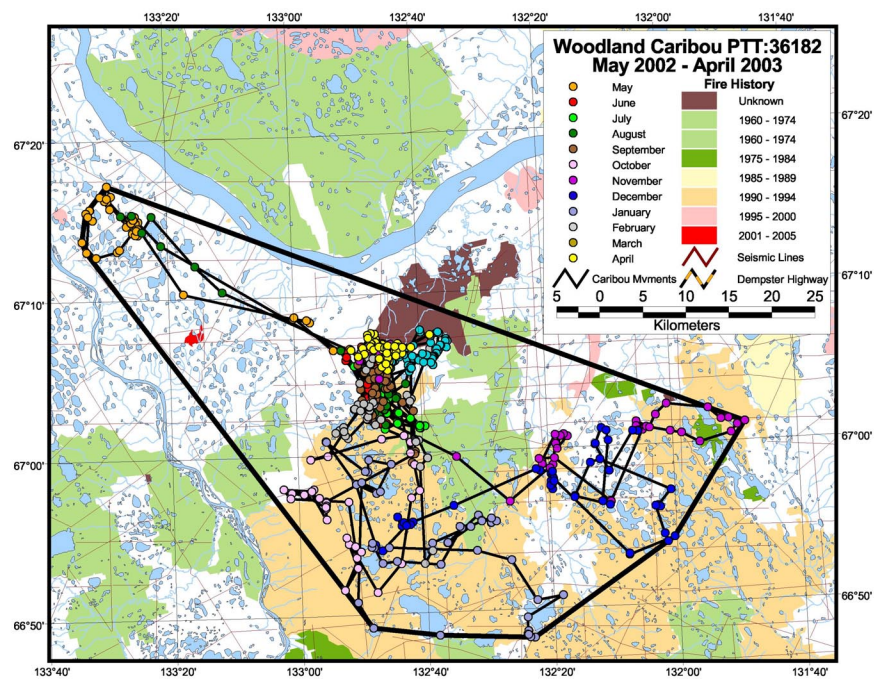 133°20' 133°00' 132°40' 132°20' 132°00' 131°40'
Woodland Caribou PTT:36182
May 2002 - April 2003
Fire History
May
June
July
August
September
October
November
December
January
February
March
April
Unknown
1960 - 1974
1960 - 1974
1975 - 1984
1985 - 1989
1990 - 1994
1995 - 2000
2001 - 2005
Seismic Lines
Caribou Mvments
Dempster Highway
5 0 5 10 15 20 25
Kilometers
67°20'
67°10'
67°00'
66°50'
67°20'
67°10'
67°00'
66°50'
133°40' 133°20' 133°00' 132°40' 132°20' 132°00' 131°40'